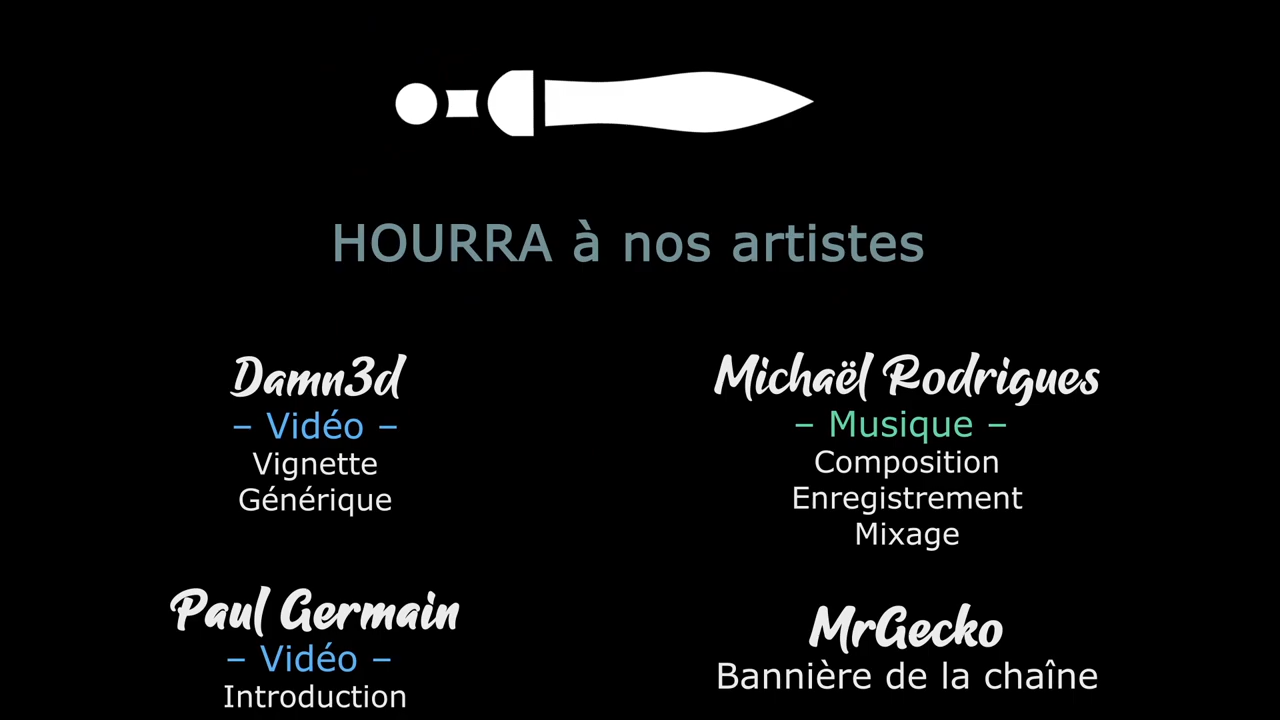 HOURRA à nos artistes
Damn3d
– Vidéo –
Vignette
Générique
Michaël Rodrigues
– Musique –
Composition
Enregistrement
Mixage
Paul Germain
– Vidéo –
Introduction
MrGecko
Bannière de la chaîne